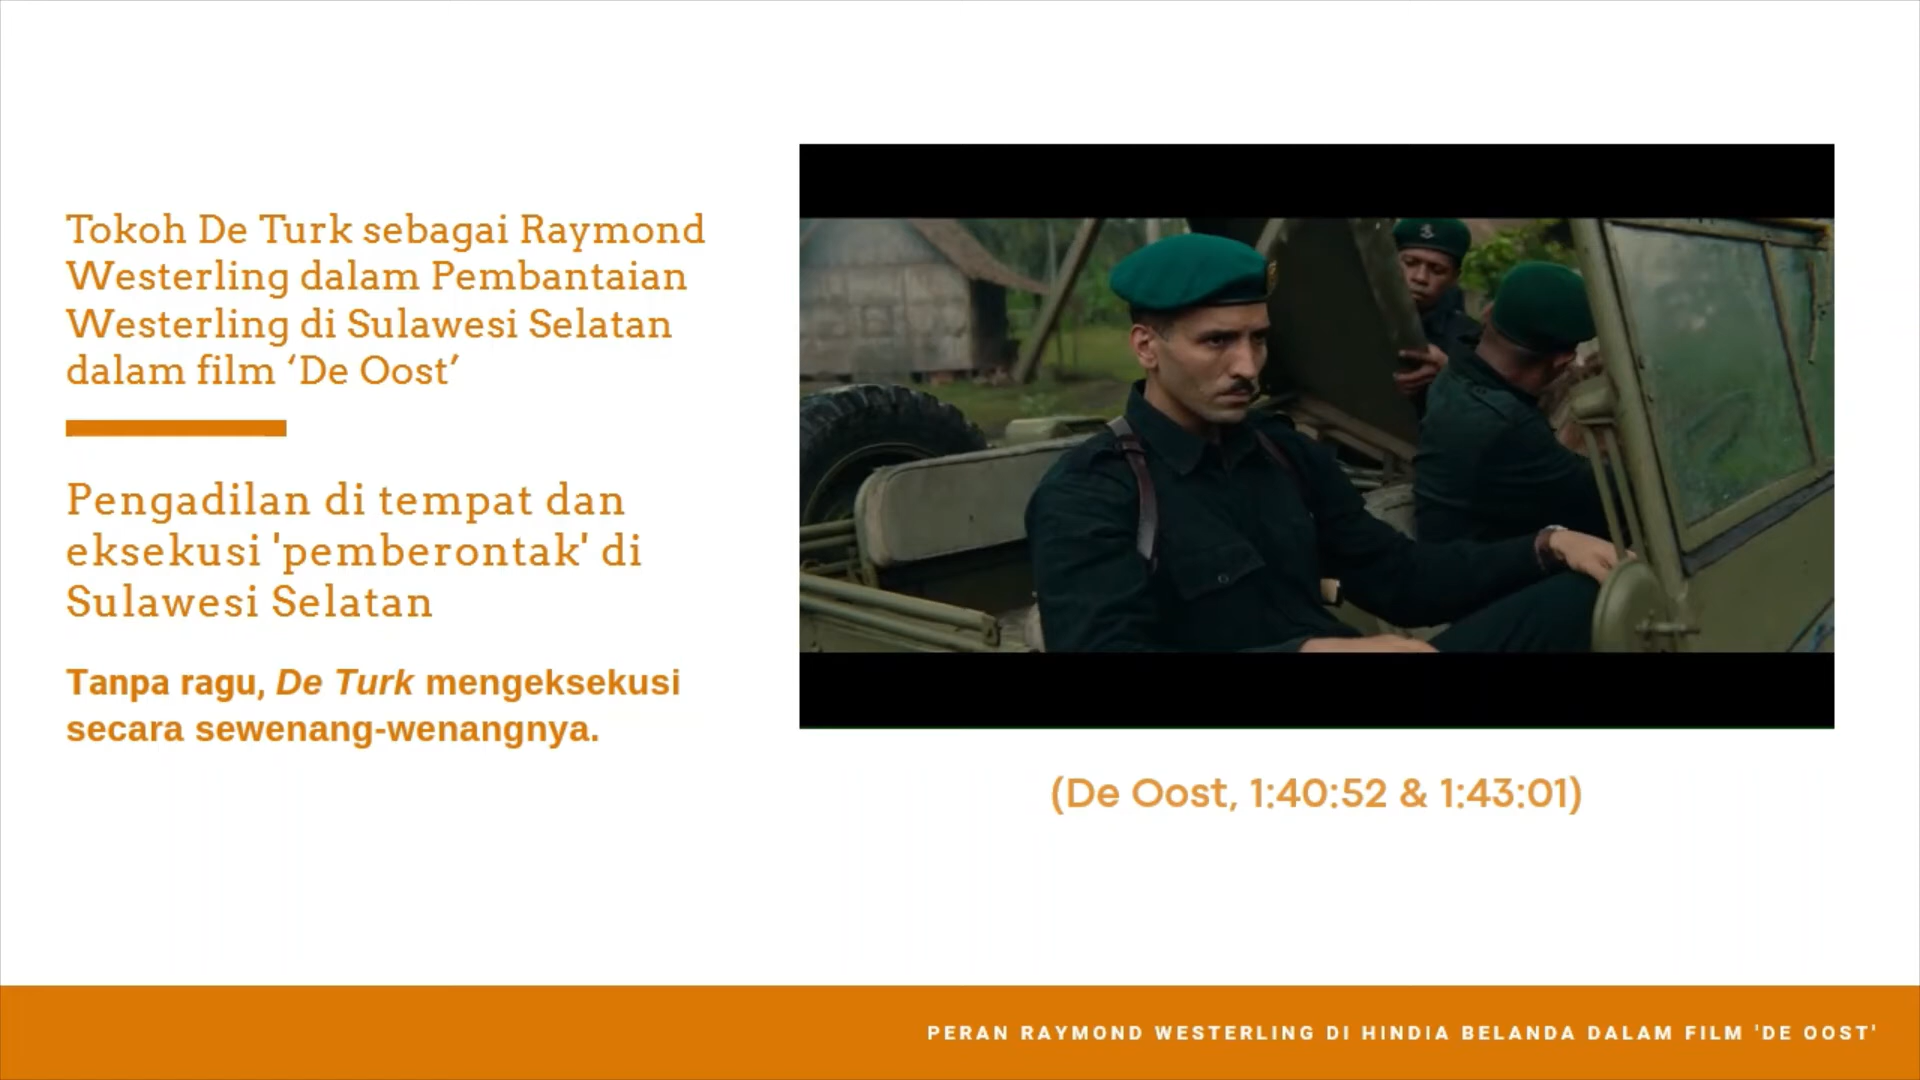 Tokoh De Turk sebagai Raymond
Westerling dalam Pembantaian
Westerling di Sulawesi Selatan
dalam film ‘De Oost’
Pengadilan di tempat dan
eksekusi 'pemberontak' di
Sulawesi Selatan
Tanpa ragu, De Turk mengeksekusi
secara sewenang-wenangnya.
(De Oost, 1:40:52 & 1:43:01)
PERAN RAYMOND WESTERLING DI HINDIA BELANDA DALAM FILM 'DE OOST'